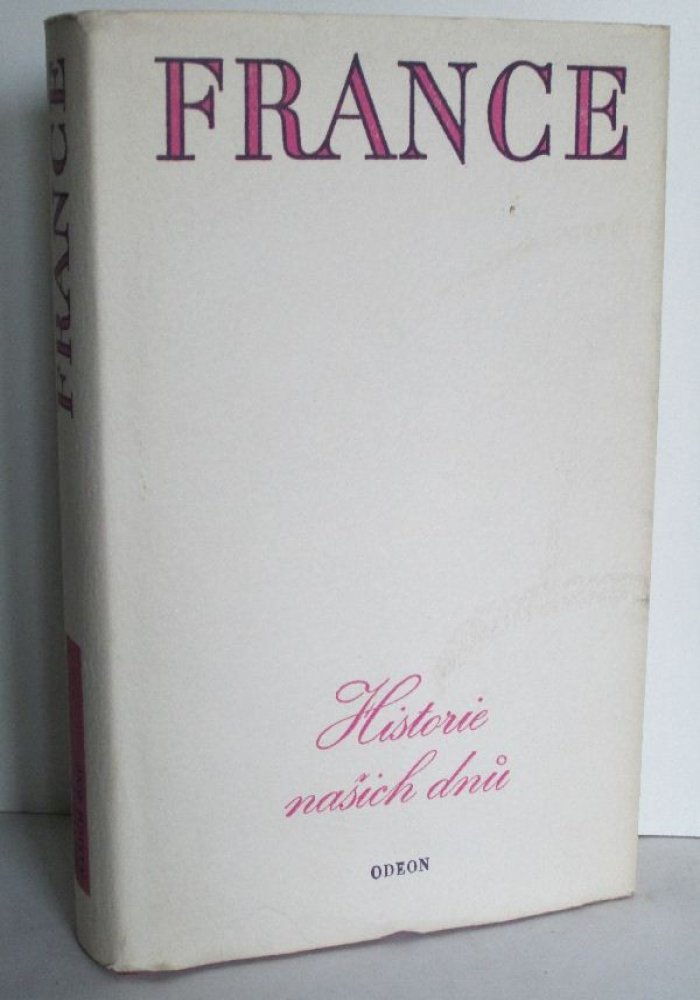 FRANCE
Historie
našich dnů
ODEON
FRANCE